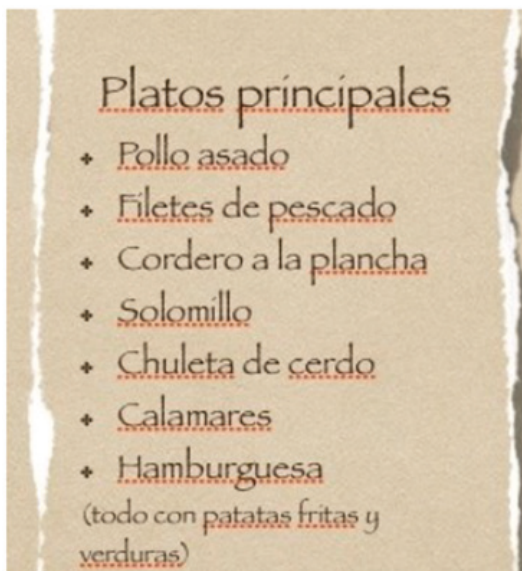 Platos principales
Pollo asado
Filetes de pescado
Cordero a la plancha
Solomillo
Chuleta de cerdo
Calamares
Hamburguesa
(todo con patatas fritas y
verduras)